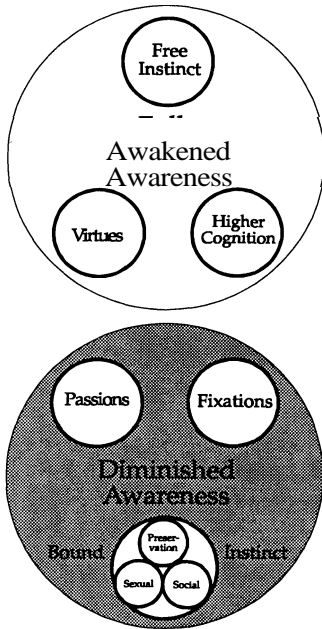 Free
Instinct
Awakened
Awareness
Virtues
Higher
Cognition
Passions
Fixations
Diminished
Awareness
Bound
Instinct
Preser-
vation
Sexual
Social